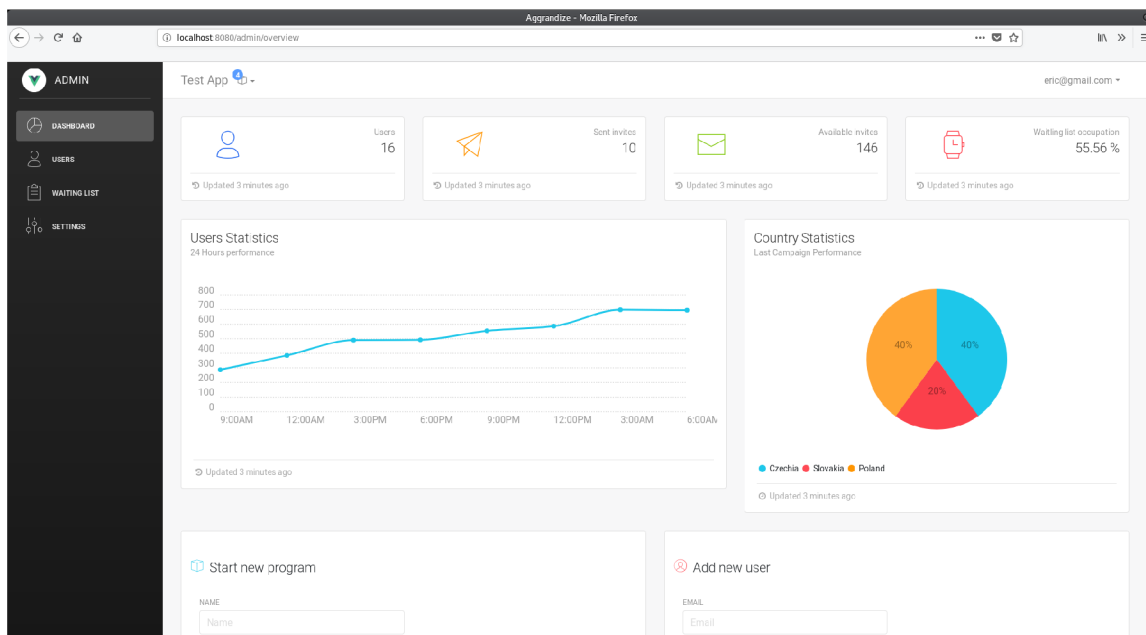 Aggrandize - Mozilla Firefox
localhost:8080/admin/overview
ADMIN
Test App 4
eric@gmail.com
DASHBOARD
USERS
WAITING LIST
SETTINGS
Users
16
Updated 3 minutes ago
Sent invites
10
Updated 3 minutes ago
Available invites
146
Updated 3 minutes ago
Waitling list occupation
55.56 %
Updated 3 minutes ago
Users Statistics
24 Hours performance
800
700
600
500
400
300
200
100
0
9:00AM 12:00AM 3:00PM 6:00PM 9:00PM 12:00PM 3:00AM 6:00AM
Updated 3 minutes ago
Country Statistics
Last Campaign Performance
40% 40%
20%
Czechia Slovakia Poland
Updated 3 minutes ago
Start new program
NAME
Name
Add new user
EMAIL
Email